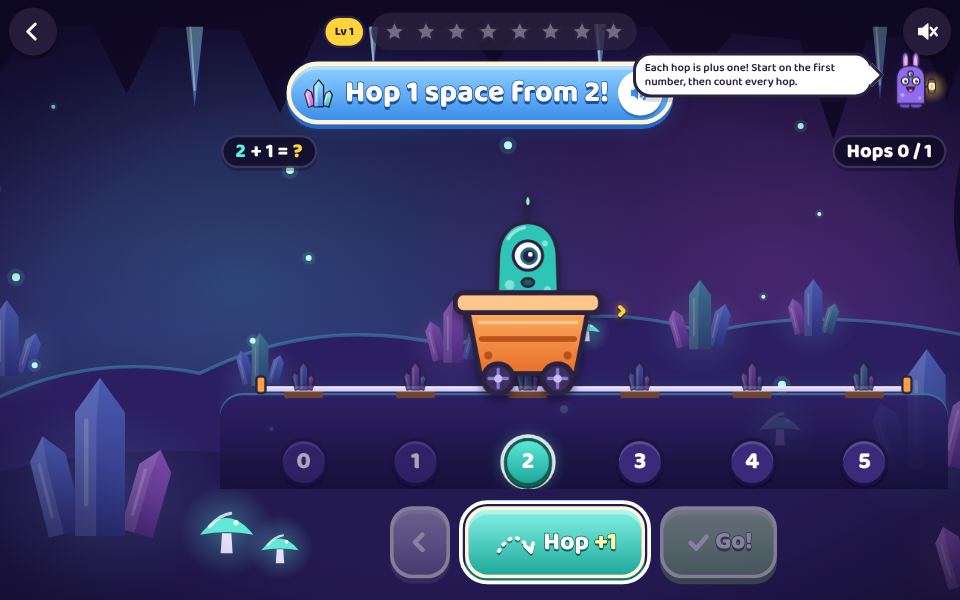 Lv 1
Each hop is plus one! Start on the first
number, then count every hop.
Hop 1 space from 2!
2 + 1 = ?
Hops 0 / 1
0 1 2 3 4 5
Hop +1
Go!